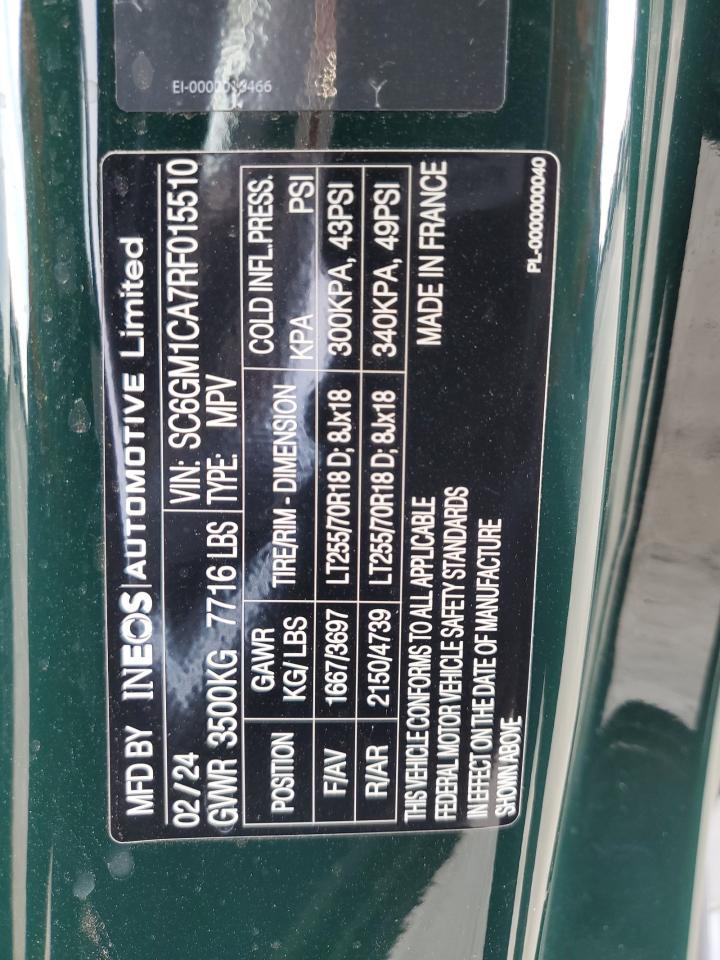 MFD BY INEOS | AUTOMOTIVE Limited
02 / 24 VIN: SC6GM1CA7RF015510
GVWR 3500KG 7716 LBS TYPE: MPV
POSITION GAWR KG/ LBS TIRE/RIM - DIMENSION COLD INFL.PRESS. KPA PSI
F/AV 1667/3697 LT255/70R18 D; 8Jx18 300KPA, 43PSI
R/AR 2150/4739 LT255/70R18 D; 8Jx18 340KPA, 49PSI
THIS VEHICLE CONFORMS TO ALL APPLICABLE MADE IN FRANCE
FEDERAL MOTOR VEHICLE SAFETY STANDARDS
IN EFFECT ON THE DATE OF MANUFACTURE
SHOWN ABOVE
PL-0000000040